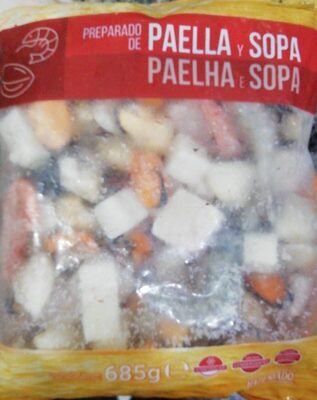 PREPARADO
DE PAELLA Y SOPA
PAELHA E SOPA
685g e